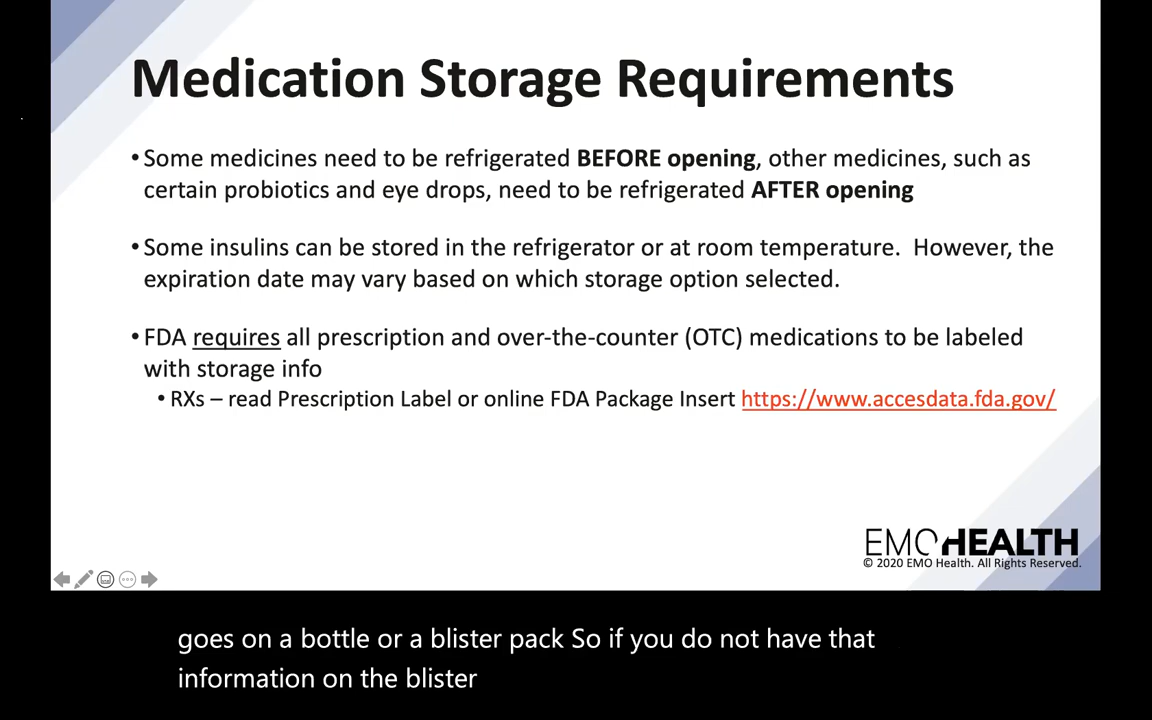 Medication Storage Requirements
•Some medicines need to be refrigerated BEFORE opening, other medicines, such as
certain probiotics and eye drops, need to be refrigerated AFTER opening
•Some insulins can be stored in the refrigerator or at room temperature.  However, the
expiration date may vary based on which storage option selected.
•FDA requires all prescription and over-the-counter (OTC) medications to be labeled
with storage info
•RXs – read Prescription Label or online FDA Package Insert https://www.accesdata.fda.gov/
EMO HEALTH
© 2020 EMO Health. All Rights Reserved.
goes on a bottle or a blister pack So if you do not have that
information on the blister